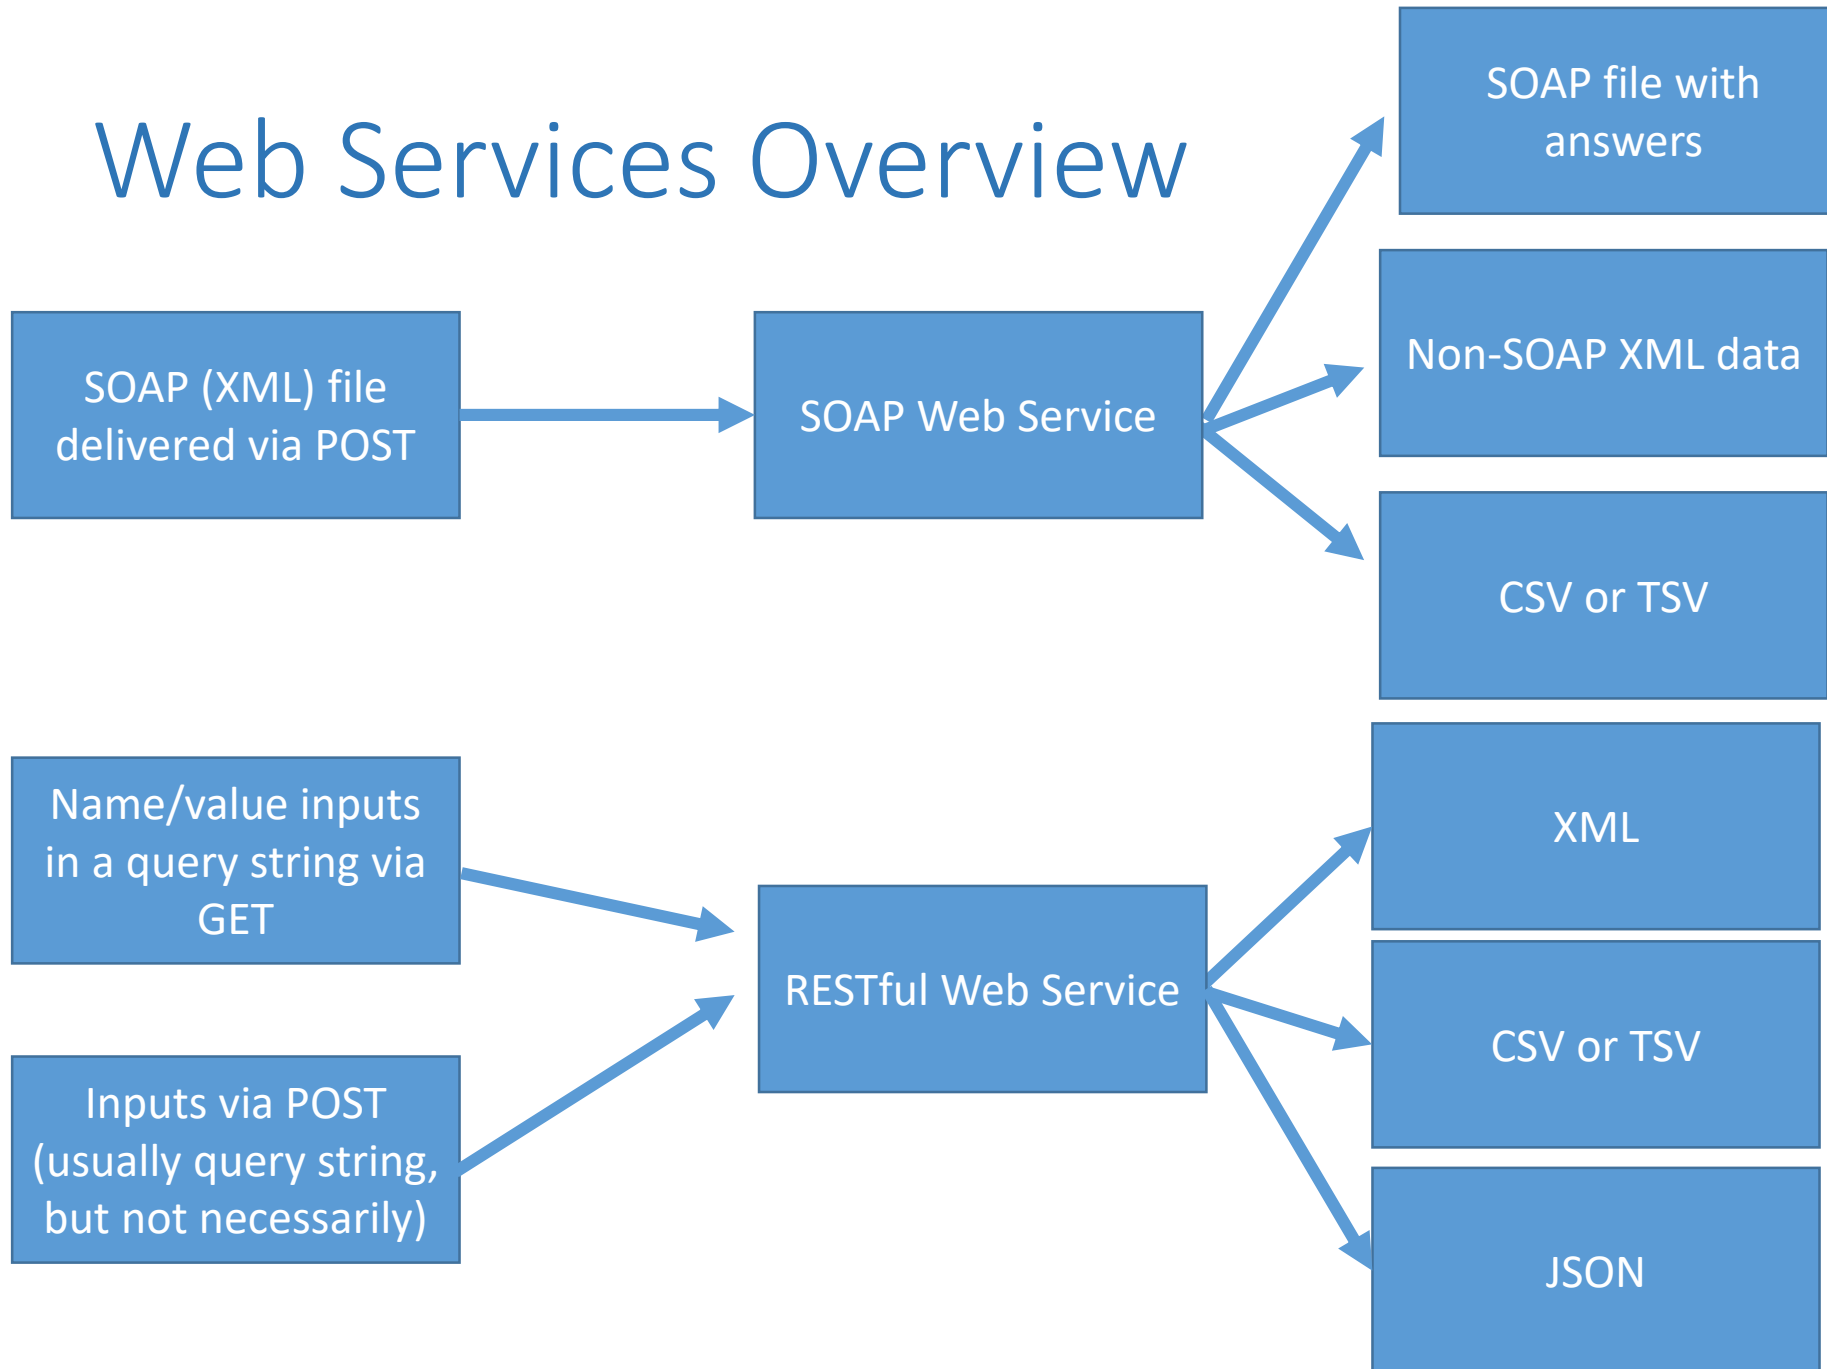 Web Services Overview
SOAP (XML) file
delivered via POST
SOAP Web Service
SOAP file with
answers
Non-SOAP XML data
CSV or TSV
Name/value inputs
in a query string via
GET
Inputs via POST
(usually query string,
but not necessarily)
RESTful Web Service
XML
CSV or TSV
JSON